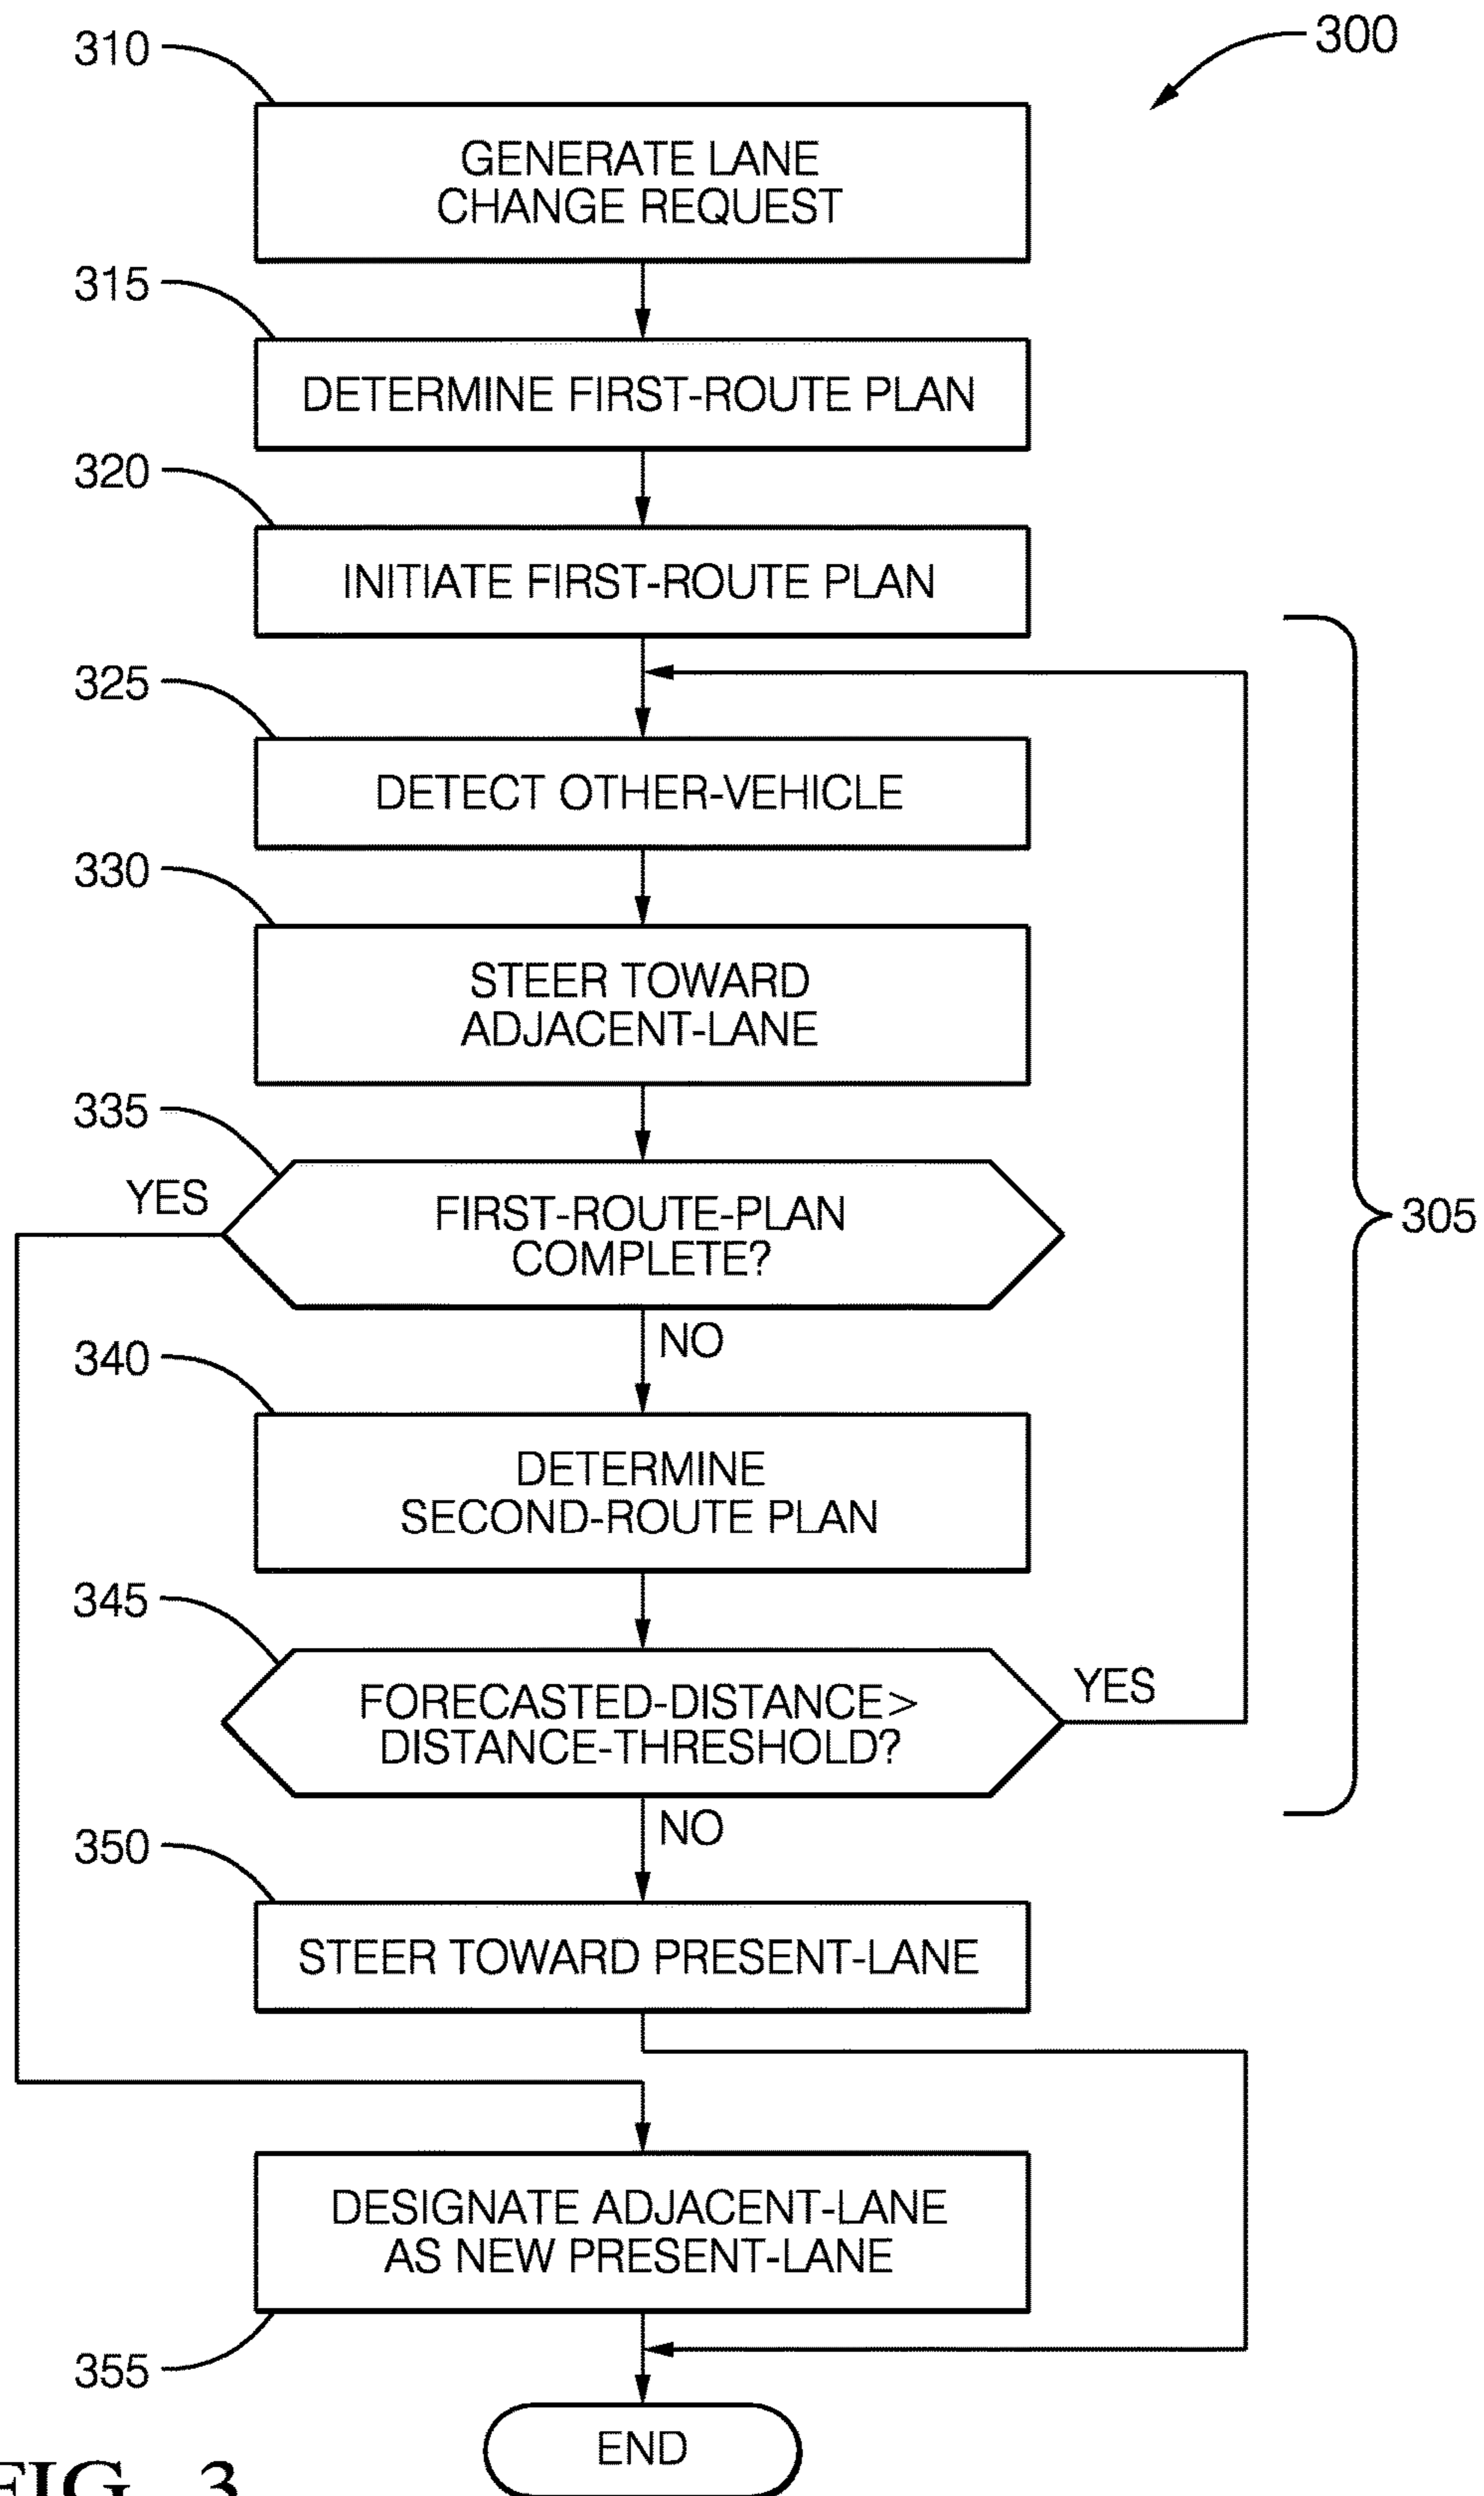 310
300
GENERATE LANE
CHANGE REQUEST
315
DETERMINE FIRST-ROUTE PLAN
320
INITIATE FIRST-ROUTE PLAN
325
DETECT OTHER-VEHICLE
330
STEER TOWARD
ADJACENT-LANE
335
YES
FIRST-ROUTE-PLAN
COMPLETE?
305
NO
340
DETERMINE
SECOND-ROUTE PLAN
345
YES
FORECASTED-DISTANCE>
DISTANCE-THRESHOLD?
NO
350
STEER TOWARD PRESENT-LANE
DESIGNATE ADJACENT-LANE
AS NEW PRESENT-LANE
355
END
FIG. 3